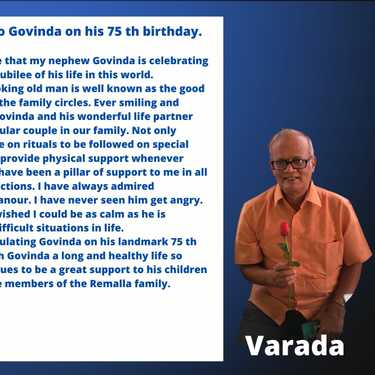 o Govinda on his 75 th birthday.
e that my nephew Govinda is celebrating
ubilee of his life in this world.
oking old man is well known as the good
the family circles. Ever smiling and
ovinda and his wonderful life partner
ular couple in our family. Not only
e on rituals to be followed on special
provide physical support whenever
have been a pillar of support to me in all
ctions. I have always admired
anour. I have never seen him get angry.
wished I could be as calm as he is
ifficult situations in life.
ulating Govinda on his landmark 75 th
h Govinda a long and healthy life so
ues to be a great support to his children
e members of the Remalla family.
Varada